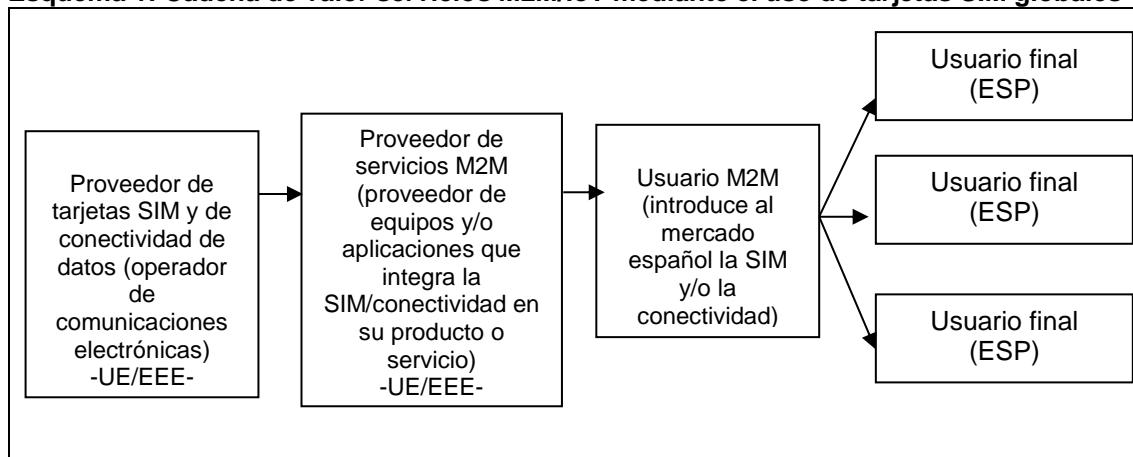 Esquema 1. Cadena de valor servicios M2M/IoT mediante el uso de tarjetas SIM globales
Proveedor de
tarjetas SIM y de
conectividad de
datos (operador
de
comunicaciones
electrónicas)
-UE/EEE-
Proveedor de
servicios M2M
(proveedor de
equipos y/o
aplicaciones que
integra la
SIM/conectividad en
su producto o
servicio)
-UE/EEE-
Usuario M2M
(introduce al
mercado
español la SIM
y/o la
conectividad)
Usuario final
(ESP)
Usuario final
(ESP)
Usuario final
(ESP)